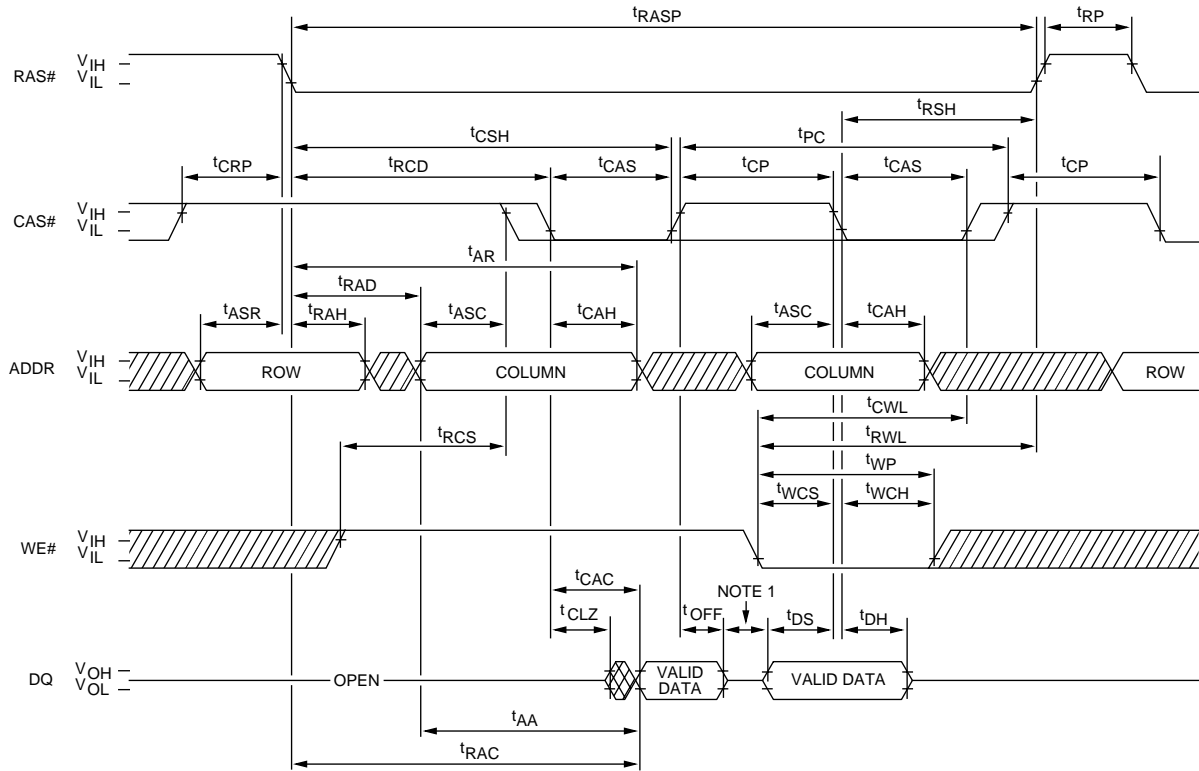 tRASP
tRP
RAS#
VIH
VIL
tRSH
tCSH
tPC
tCRP
tRCD
tCAS
tCP
tCAS
tCP
CAS#
VIH
VIL
tAR
tRAD
tASR
tRAH
tASC
tCAH
tASC
tCAH
ADDR
VIH
VIL
ROW
COLUMN
COLUMN
ROW
tCWL
tRCS
tRWL
tWP
tWCS
tWCH
WE#
VIH
VIL
tCAC
NOTE 1
tCLZ
tOFF
tDS
tDH
DQ
VOH
VOL
OPEN
VALID
DATA
VALID DATA
tAA
tRAC